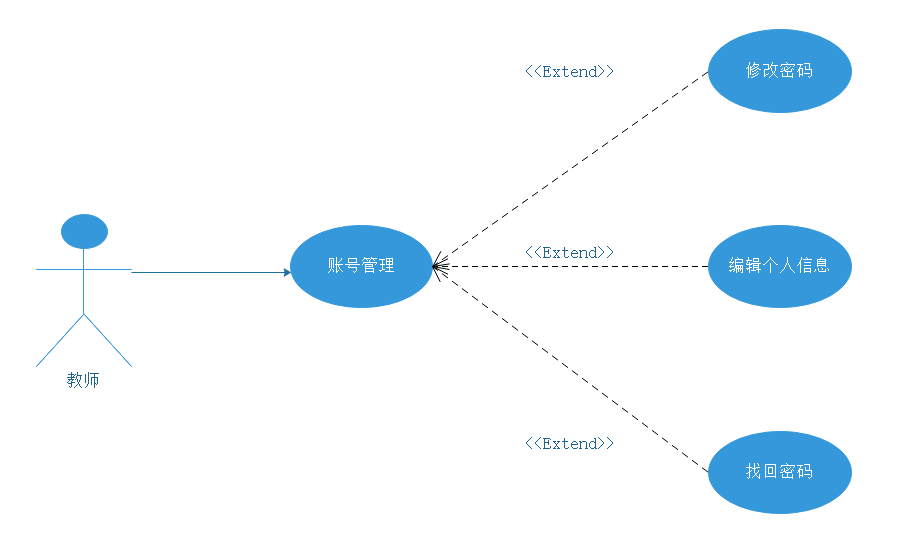 <<Extend>>
修改密码
<<Extend>>
账号管理
编辑个人信息
教师
<<Extend>>
找回密码